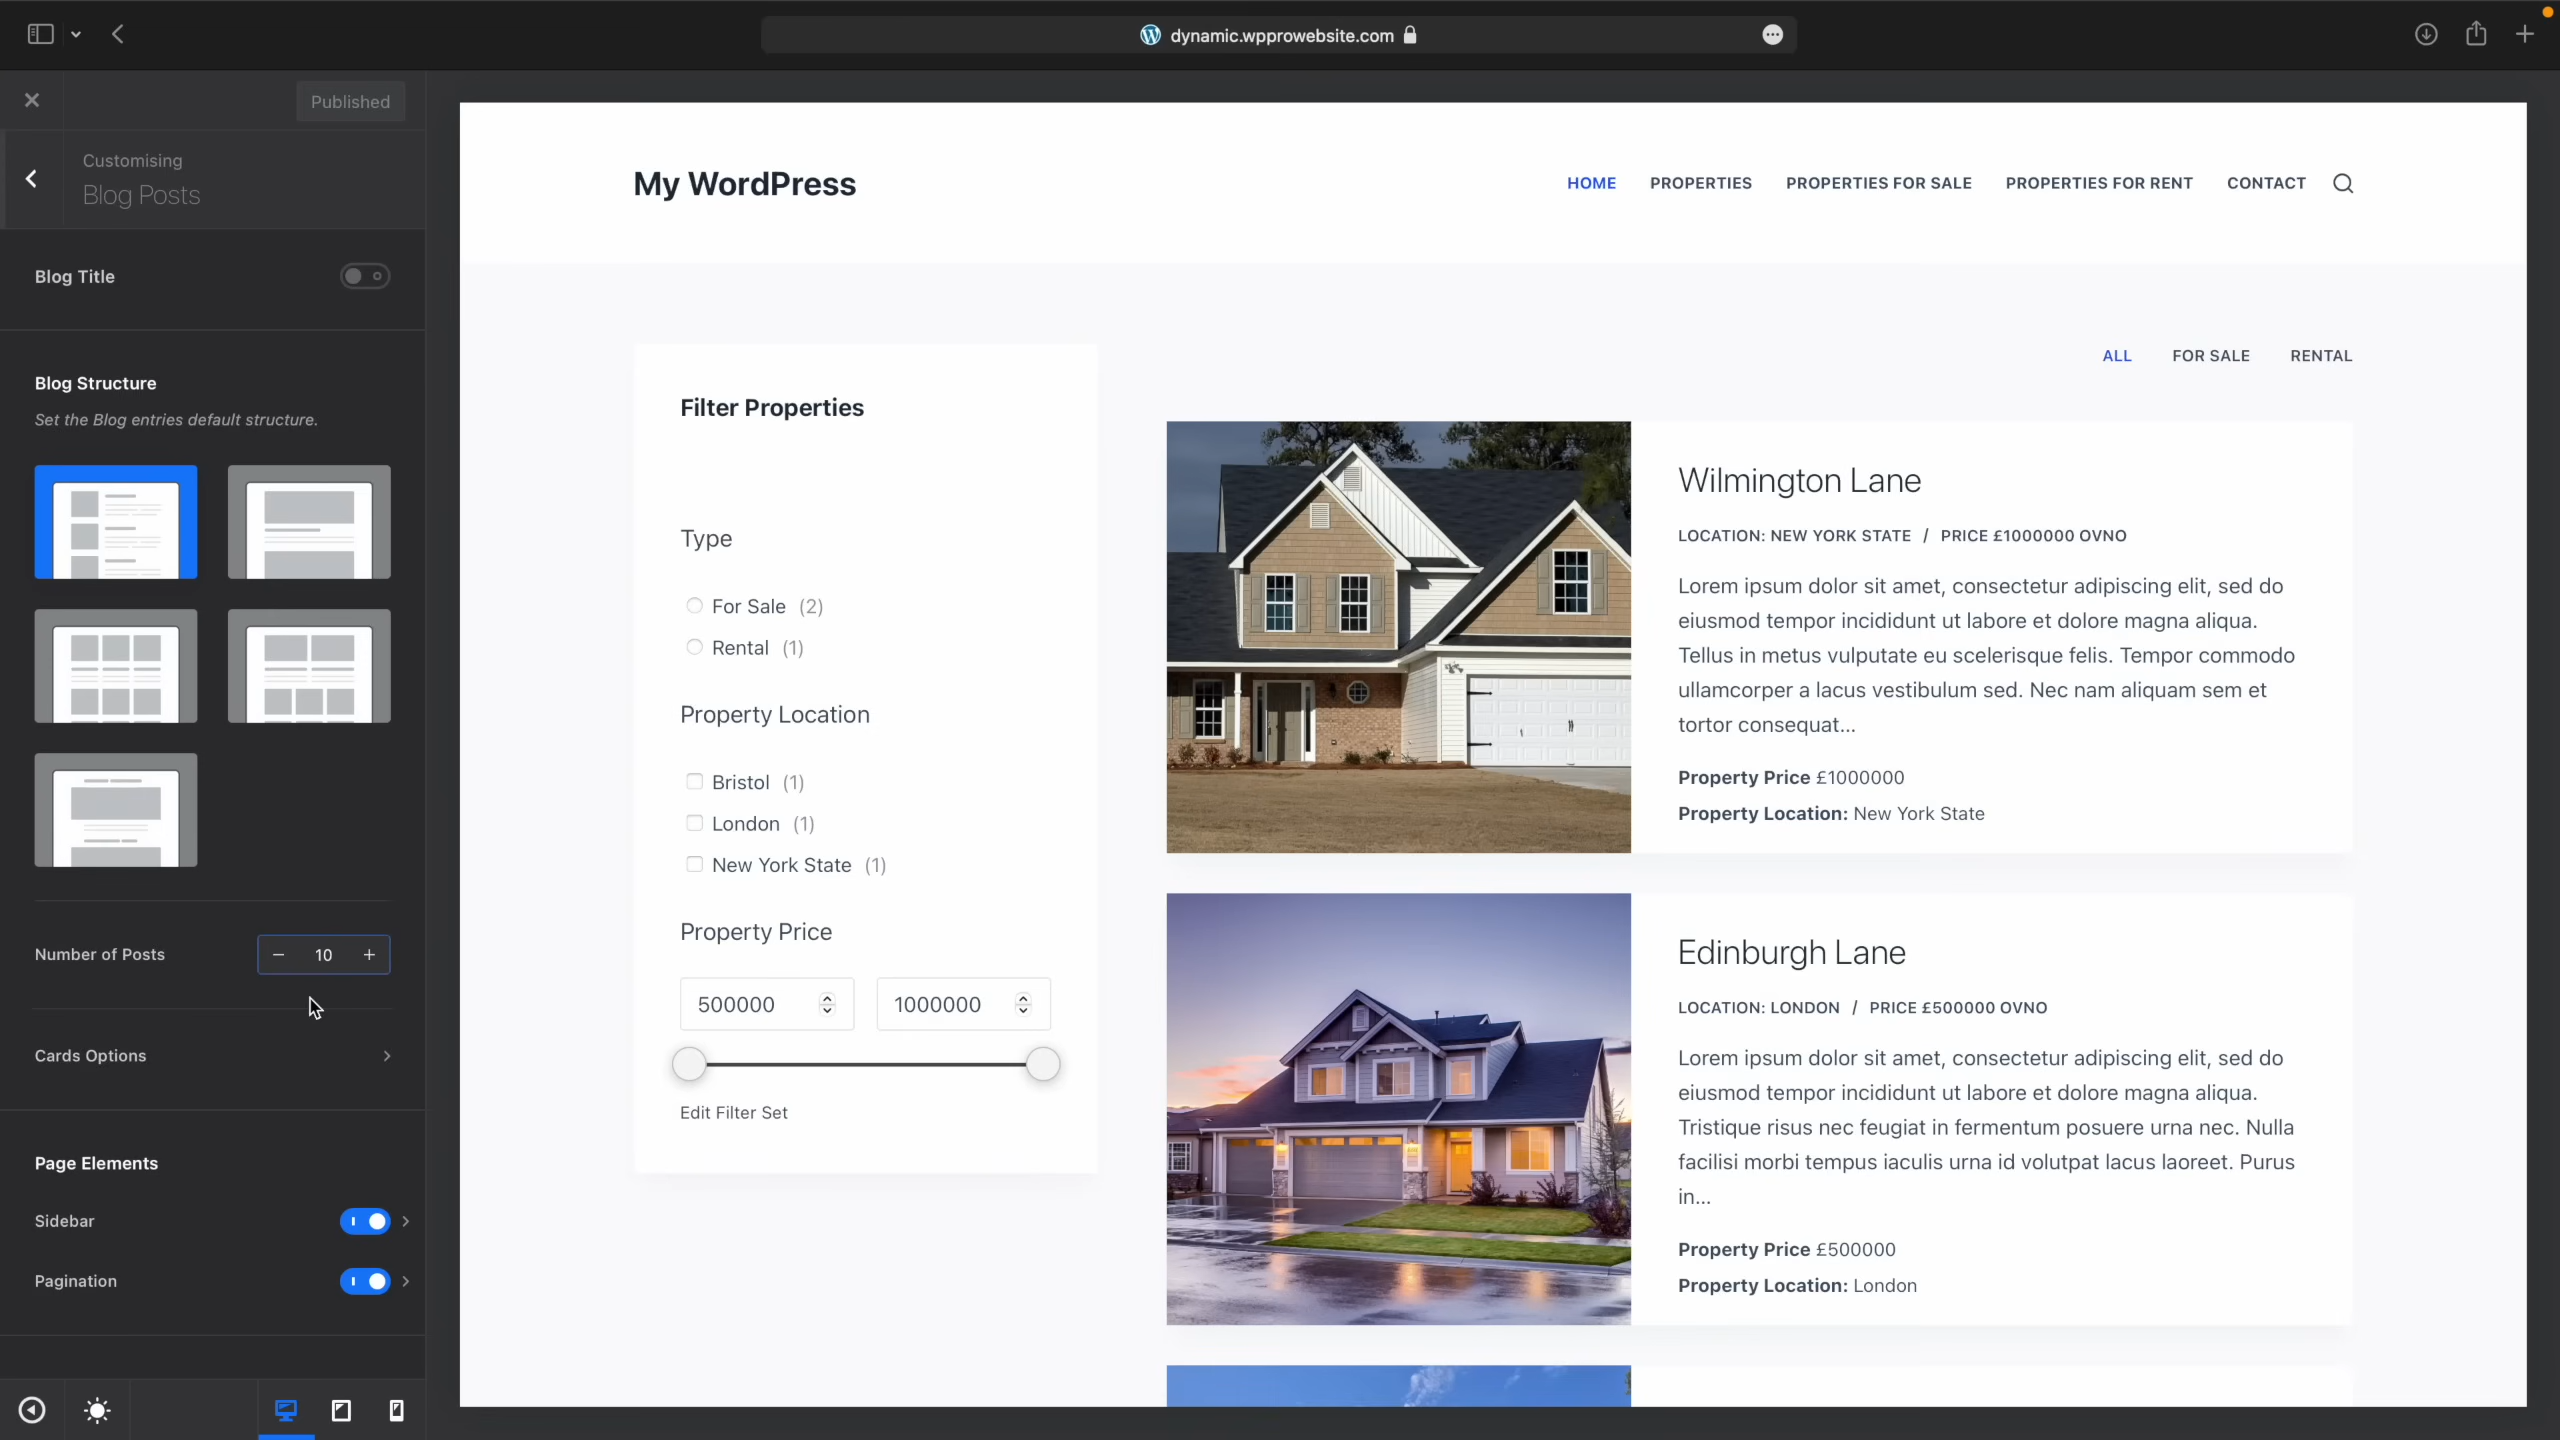 dynamic.wpprowebsite.com
Published
Customising
Blog Posts
Blog Title
Blog Structure
Set the Blog entries default structure.
Number of Posts
10
Cards Options
Page Elements
Sidebar
Pagination
My WordPress
HOME
PROPERTIES
PROPERTIES FOR SALE
PROPERTIES FOR RENT
CONTACT
Filter Properties
Type
For Sale (2)
Rental (1)
Property Location
Bristol (1)
London (1)
New York State (1)
Property Price
500000
1000000
Edit Filter Set
ALL
FOR SALE
RENTAL
Wilmington Lane
LOCATION: NEW YORK STATE / PRICE £1000000 OVNO
Lorem ipsum dolor sit amet, consectetur adipiscing elit, sed do
eiusmod tempor incididunt ut labore et dolore magna aliqua.
Tellus in metus vulputate eu scelerisque felis. Tempor commodo
ullamcorper a lacus vestibulum sed. Nec nam aliquam sem et
tortor consequat...
Property Price £1000000
Property Location: New York State
Edinburgh Lane
LOCATION: LONDON / PRICE £500000 OVNO
Lorem ipsum dolor sit amet, consectetur adipiscing elit, sed do
eiusmod tempor incididunt ut labore et dolore magna aliqua.
Tristique risus nec feugiat in fermentum posuere urna nec. Nulla
facilisi morbi tempus iaculis urna id volutpat lacus laoreet. Purus
in...
Property Price £500000
Property Location: London